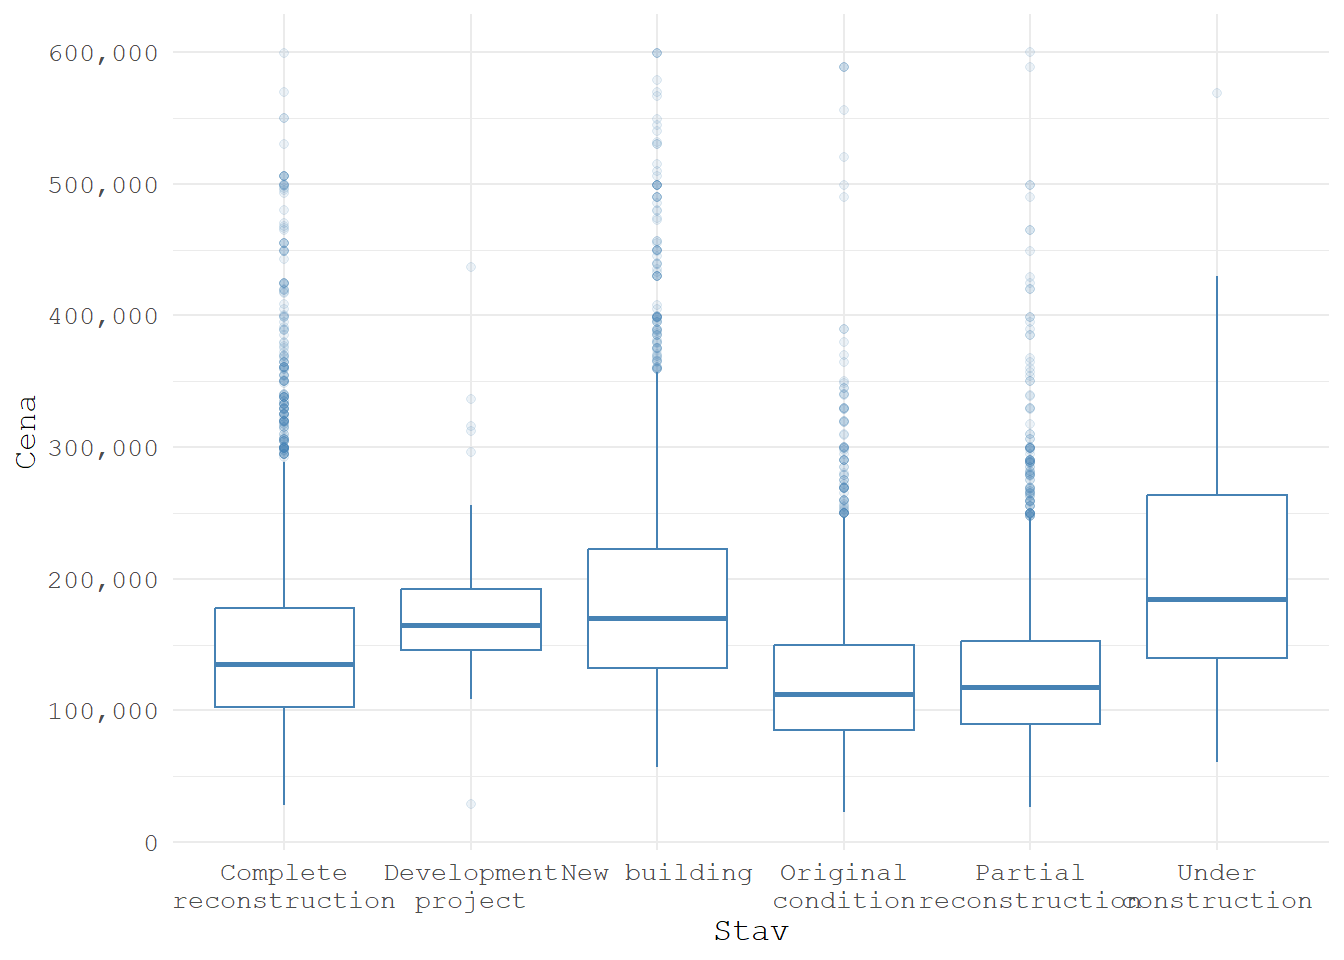 Cena
600,000
500,000
400,000
300,000
200,000
100,000
0
Complete
reconstruction
Development
project
New building
Original
condition
Partial
reconstruction
Under
construction
Stav